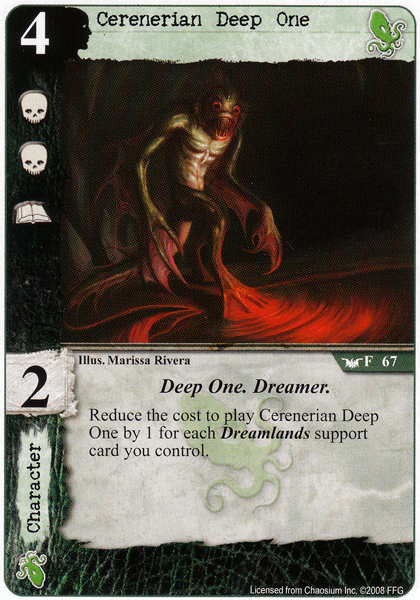 4
Cerenerian Deep One
Illus. Marissa Rivera
F 67
2
Deep One. Dreamer.
Reduce the cost to play Cerenerian Deep
One by 1 for each Dreamlands support
card you control.
Character
Licensed from Chaosium Inc. ©2008 FFG